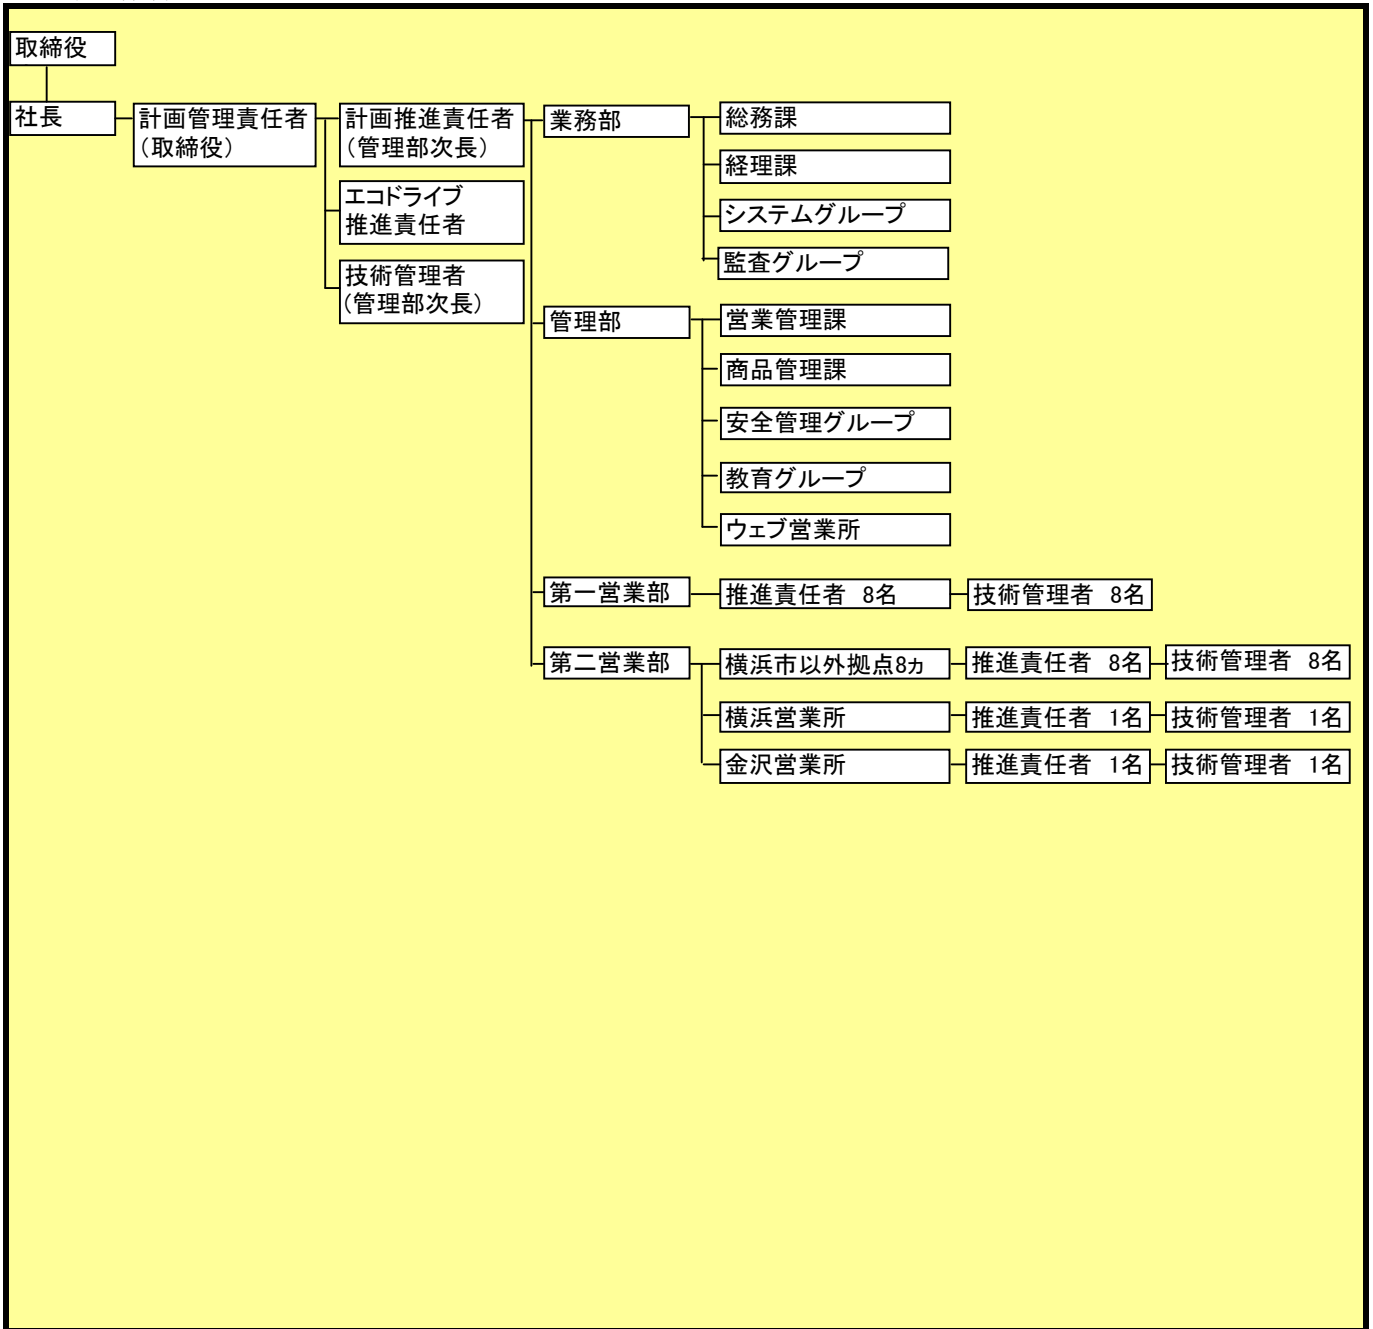 取締役
社長
計画管理責任者
（取締役）
計画推進責任者
（管理部次長）
エコドライブ
推進責任者
技術管理者
（管理部次長）
業務部
総務課
経理課
システムグループ
監査グループ
管理部
営業管理課
商品管理課
安全管理グループ
教育グループ
ウェブ営業所
第一営業部
推進責任者 8名
技術管理者 8名
第二営業部
横浜市以外拠点8ヵ
推進責任者 8名
技術管理者 8名
横浜営業所
推進責任者 1名
技術管理者 1名
金沢営業所
推進責任者 1名
技術管理者 1名